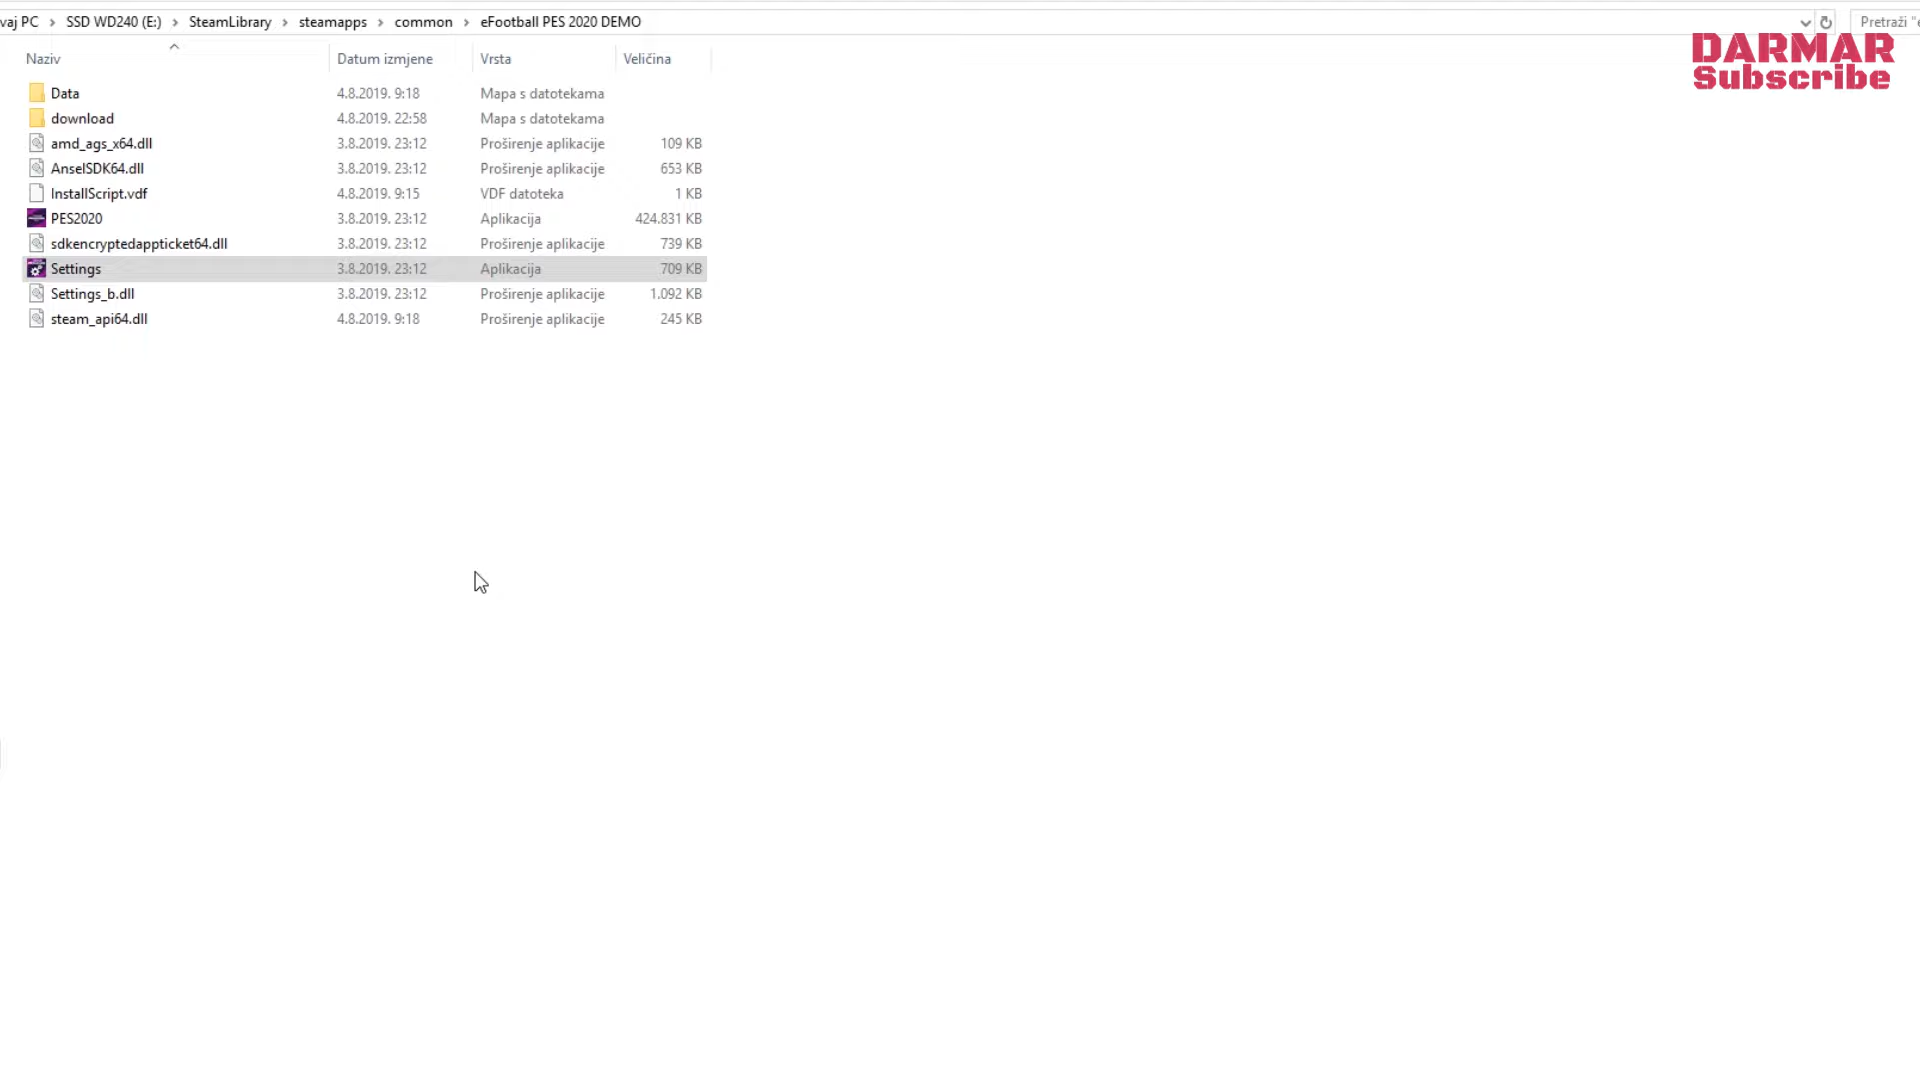 vaj PC > SSD WD240 (E:) > SteamLibrary > steamapps > common > eFootball PES 2020 DEMO
Pretraži "e
DARMAR
Subscribe
Naziv Datum izmjene Vrsta Veličina
Data 4.8.2019. 9:18 Mapa s datotekama
download 4.8.2019. 22:58 Mapa s datotekama
amd_ags_x64.dll 3.8.2019. 23:12 Proširenje aplikacije 109 KB
AnselSDK64.dll 3.8.2019. 23:12 Proširenje aplikacije 653 KB
InstallScript.vdf 4.8.2019. 9:15 VDF datoteka 1 KB
PES2020 3.8.2019. 23:12 Aplikacija 424.831 KB
sdkencryptedappticket64.dll 3.8.2019. 23:12 Proširenje aplikacije 739 KB
Settings 3.8.2019. 23:12 Aplikacija 709 KB
Settings_b.dll 3.8.2019. 23:12 Proširenje aplikacije 1.092 KB
steam_api64.dll 4.8.2019. 9:18 Proširenje aplikacije 245 KB